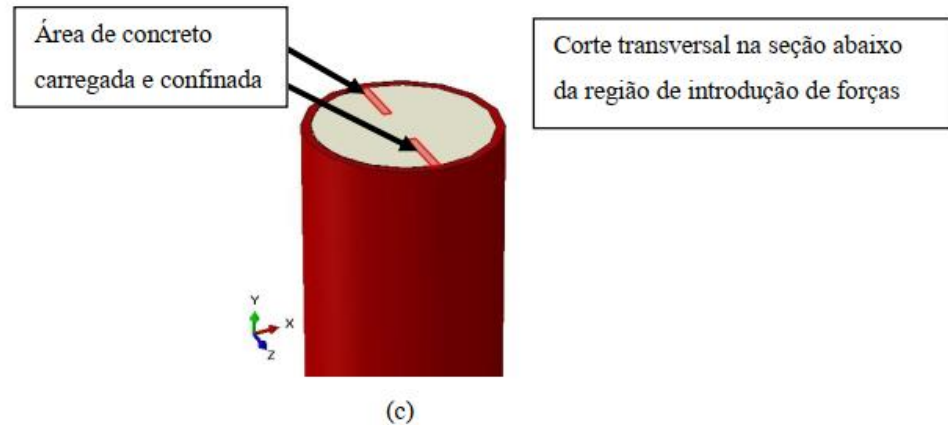 Área de concreto
carregada e confinada
Corte transversal na seção abaixo
da região de introdução de forças
Y
X
Z
(c)